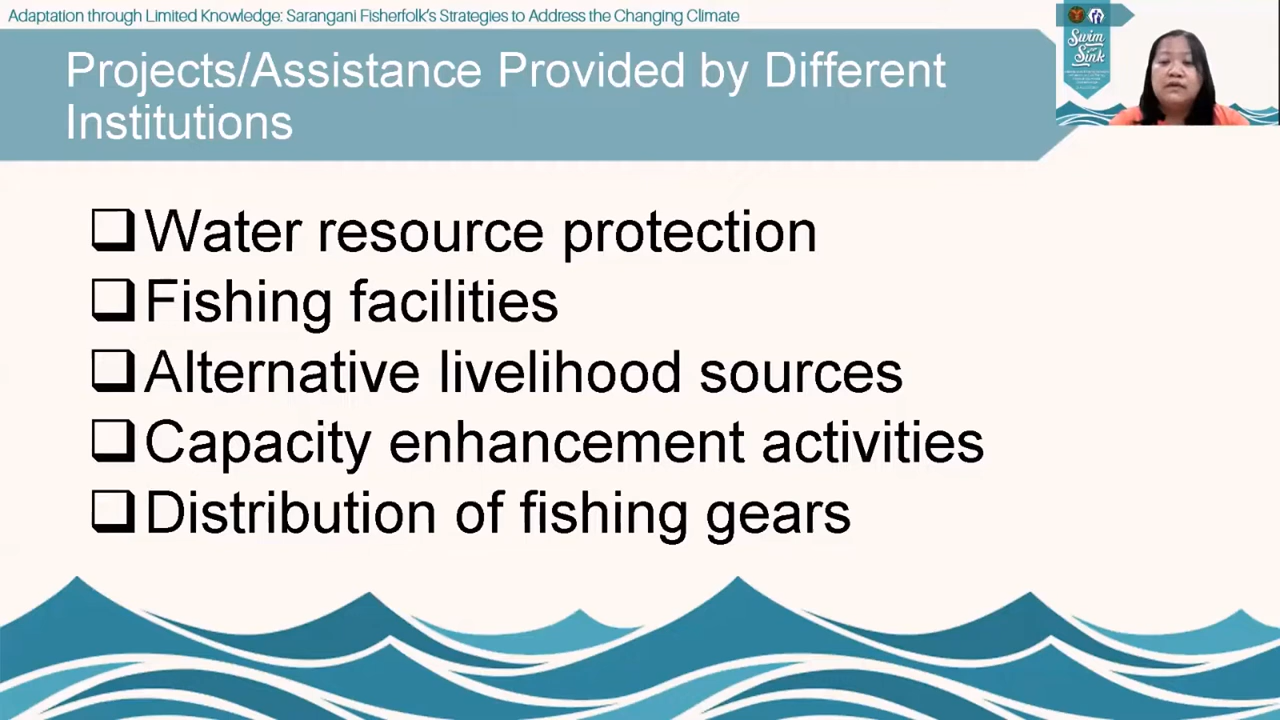 Adaptation through Limited Knowledge: Sarangani Fisherfolk's Strategies to Address the Changing Climate
Projects/Assistance Provided by Different
Institutions
Swim
Sink
Water resource protection
Fishing facilities
Alternative livelihood sources
Capacity enhancement activities
Distribution of fishing gears